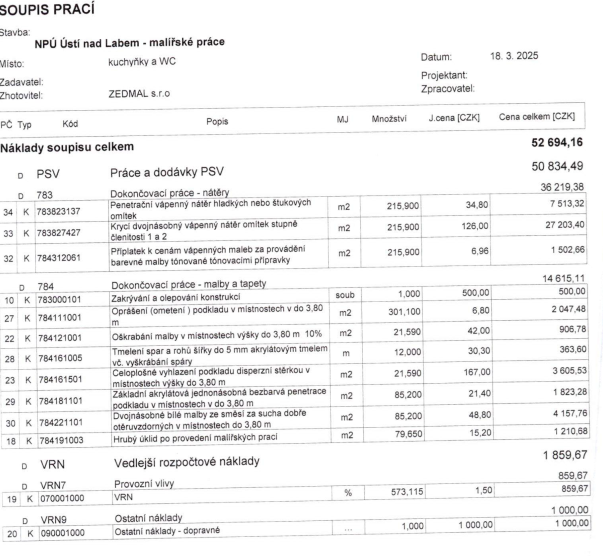 SOUPIS PRACÍ
Stavba:
NPÚ Ústí nad Labem - malířské práce
Místo: kuchyňky a WC Datum: 18. 3. 2025
Zadavatel: Projektant:
Zhotovitel: ZEDMAL s.r.o Zpracovatel:
PČ Typ Kód Popis MJ Množství J.cena [CZK] Cena celkem [CZK]
Náklady soupisu celkem 52 694,16
D PSV Práce a dodávky PSV 50 834,49
D 783 Dokončovací práce - nátěry 36 219,38
34 K 783823137 Penetrační vápenný nátěr hladkých nebo štukových m2 215,900 34,80 7 513,32
omítek
33 K 783827427 Krycí dvojnásobný vápenný nátěr omítek stupně m2 215,900 126,00 27 203,40
členitosti 1 a 2
32 K 784312061 Příplatek k cenám vápenných maleb za provádění m2 215,900 6,96 1 502,66
barevné malby tónované tónovacími přípravky
D 784 Dokončovací práce - malby a tapety 14 615,11
10 K 783000101 Zakrývání a olepování konstrukcí soub 1,000 500,00 500,00
27 K 784111001 Oprášení (ometení ) podkladu v místnostech v do 3,80 m2 301,100 6,80 2 047,48
m
22 K 784121001 Oškrabání malby v místnostech výšky do 3,80 m 10% m2 21,590 42,00 906,78
28 K 784161005 Tmelení spar a rohů šířky do 5 mm akrylátovým tmelem m 12,000 30,30 363,60
vč. vyškrábání spáry
23 K 784161501 Celoplošné vyhlazení podkladu disperzní stěrkou v m2 21,590 167,00 3 605,53
místnostech výšky do 3,80 m
29 K 784181101 Základní akrylátová jednonásobná bezbarvá penetrace m2 85,200 21,40 1 823,28
podkladu v místnostech v do 3,80 m
30 K 784221101 Dvojnásobné bílé malby ze směsí za sucha dobře m2 85,200 48,80 4 157,76
otěruvzdorných v místnostech do 3,80 m
18 K 784191003 Hrubý úklid po provedení malířských prací m2 79,650 15,20 1 210,68
D VRN Vedlejší rozpočtové náklady 1 859,67
D VRN7 Provozní vlivy 859,67
19 K 070001000 VRN % 573,115 1,50 859,67
D VRN9 Ostatní náklady 1 000,00
20 K 090001000 Ostatní náklady - dopravné ... 1,000 1 000,00 1 000,00